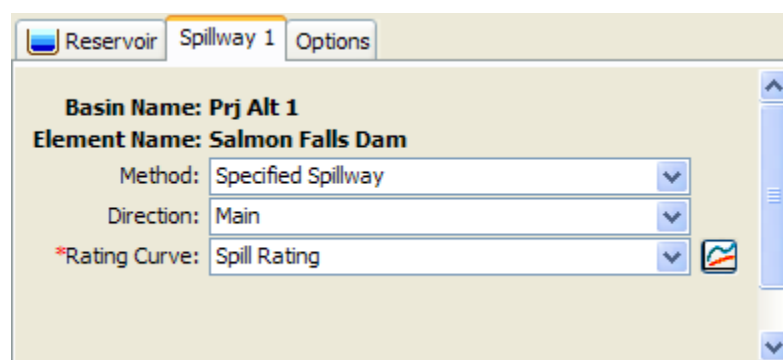 Reservoir Spillway 1 Options
Basin Name: Prj Alt 1
Element Name: Salmon Falls Dam
Method: Specified Spillway
Direction: Main
*Rating Curve: Spill Rating